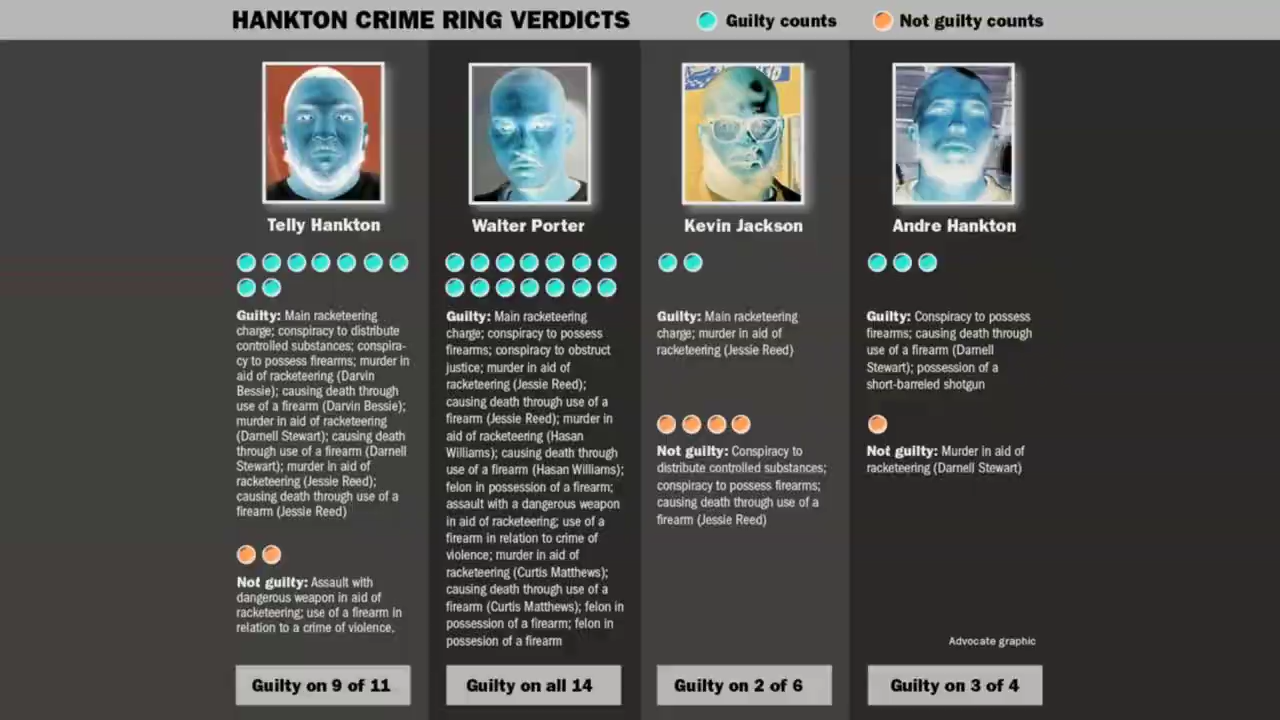 HANKTON CRIME RING VERDICTS
Guilty counts
Not guilty counts
Telly Hankton
Guilty: Main racketeering
charge; conspiracy to distribute
controlled substances; conspira-
cy to possess firearms; murder in
aid of racketeering (Darvin
Bessie); causing death through
use of a firearm (Darvin Bessie);
murder in aid of racketeering
(Darnell Stewart); causing death
through use of a firearm (Darnell
Stewart); murder in aid of
racketeering (Jessie Reed);
causing death through use of a
firearm (Jessie Reed)
Not guilty: Assault with
dangerous weapon in aid of
racketeering; use of a firearm in
relation to a crime of violence.
Guilty on 9 of 11
Walter Porter
Guilty: Main racketeering
charge; conspiracy to possess
firearms; conspiracy to obstruct
justice; murder in aid of
racketeering (Jessie Reed);
causing death through use of a
firearm (Jessie Reed); murder in
aid of racketeering (Hasan
Williams); causing death through
use of a firearm (Hasan Williams);
felon in possession of a firearm;
assault with a dangerous weapon
in aid of racketeering; use of a
firearm in relation to crime of
violence; murder in aid of
racketeering (Curtis Matthews);
causing death through use of a
firearm (Curtis Matthews); felon in
possession of a firearm; felon in
possesion of a firearm
Guilty on all 14
Kevin Jackson
Guilty: Main racketeering
charge; murder in aid of
racketeering (Jessie Reed)
Not guilty: Conspiracy to
distribute controlled substances;
conspiracy to possess firearms;
causing death through use of a
firearm (Jessie Reed)
Guilty on 2 of 6
Andre Hankton
Guilty: Conspiracy to possess
firearms; causing death through
use of a firearm (Darnell
Stewart); possession of a
short-barreled shotgun
Not guilty: Murder in aid of
racketeering (Darnell Stewart)
Advocate graphic
Guilty on 3 of 4